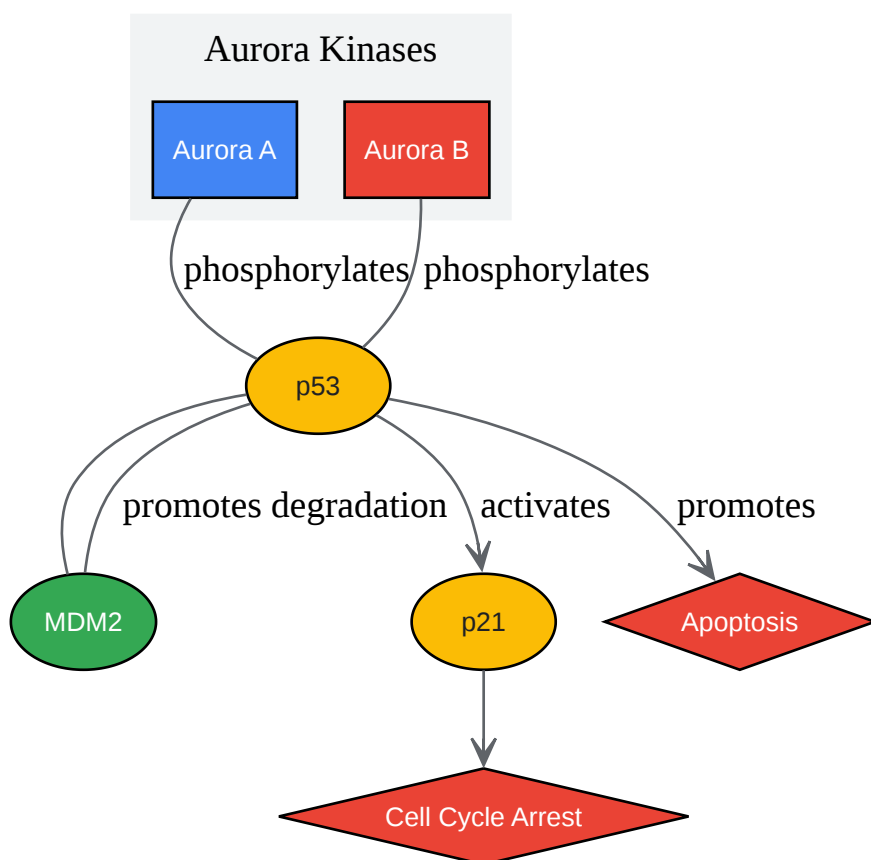 Aurora Kinases
Aurora A
Aurora B
phosphorylates
phosphorylates
p53
promotes degradation
activates
promotes
MDM2
p21
Apoptosis
Cell Cycle Arrest